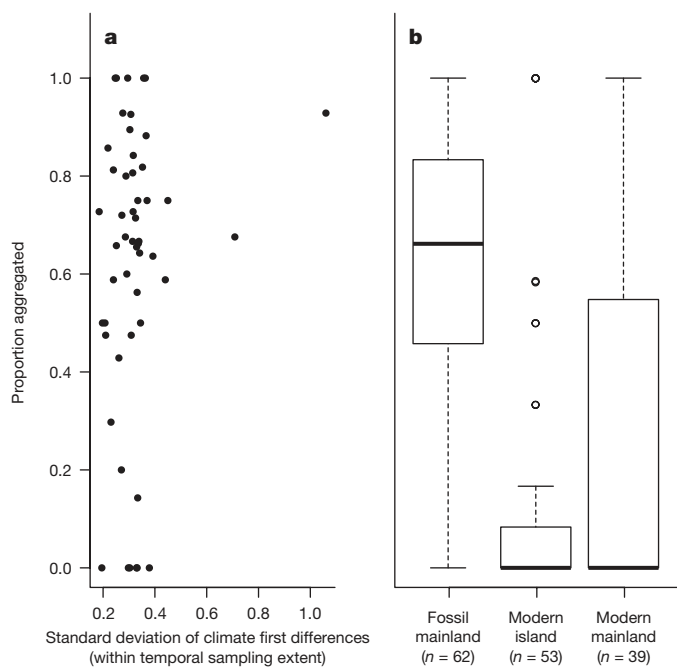 a
b
Proportion aggregated
1.0
0.8
0.6
0.4
0.2
0.0
0.2 0.4 0.6 0.8 1.0
Standard deviation of climate first differences
(within temporal sampling extent)
Fossil
mainland
(n = 62)
Modern
island
(n = 53)
Modern
mainland
(n = 39)